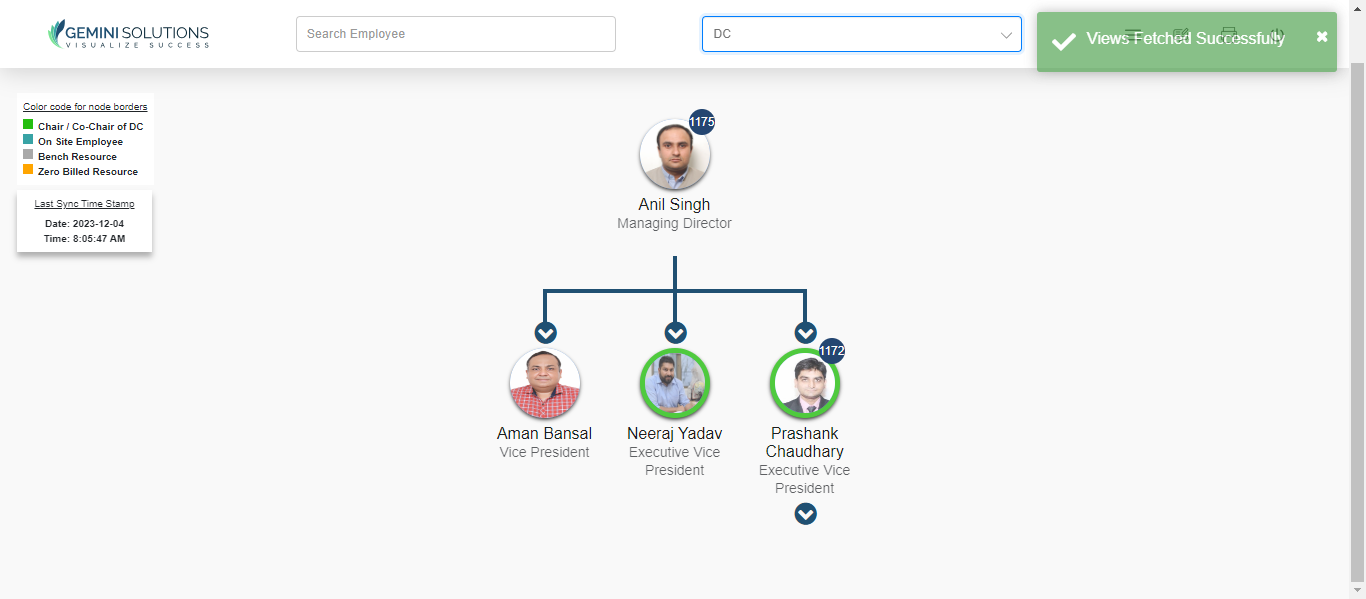 GEMINI SOLUTIONS
VISUALIZE SUCCESS
Search Employee
DC
Views Fetched Successfully
Color code for node borders
Chair / Co-Chair of DC
On Site Employee
Bench Resource
Zero Billed Resource
Last Sync Time Stamp
Date: 2023-12-04
Time: 8:05:47 AM
1175
Anil Singh
Managing Director
1172
Aman Bansal
Vice President
Neeraj Yadav
Executive Vice
President
Prashank
Chaudhary
Executive Vice
President